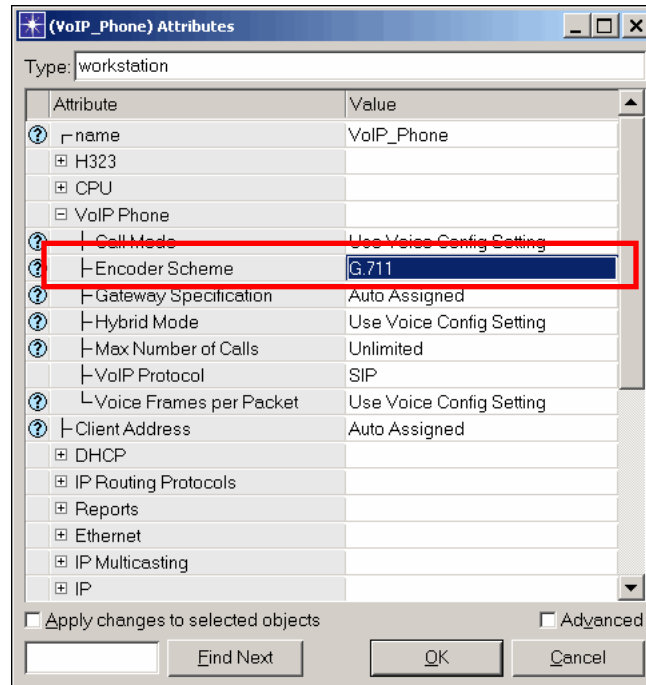 (VoIP_Phone) Attributes
Type: workstation
Attribute Value
name VoIP_Phone
H323
CPU
VoIP Phone
Call Mode Use Voice Config Setting
Encoder Scheme G.711
Gateway Specification Auto Assigned
Hybrid Mode Use Voice Config Setting
Max Number of Calls Unlimited
VoIP Protocol SIP
Voice Frames per Packet Use Voice Config Setting
Client Address Auto Assigned
DHCP
IP Routing Protocols
Reports
Ethernet
IP Multicasting
IP
Apply changes to selected objects Advanced
Find Next OK Cancel